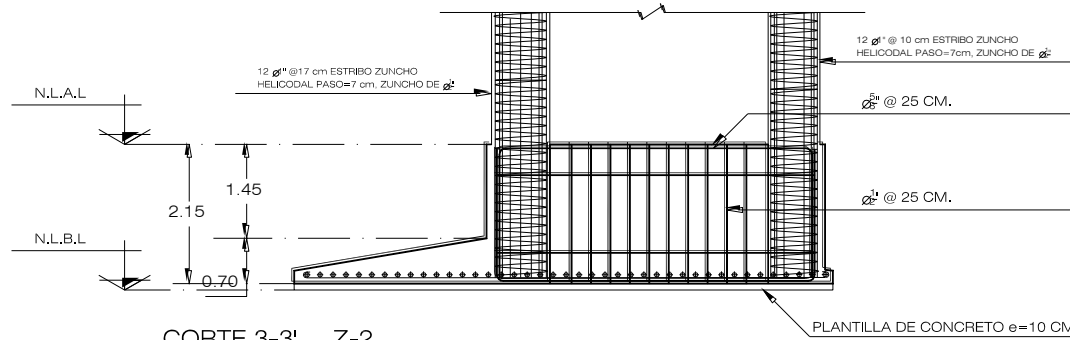 12 ø1" @ 10 cm ESTRIBO ZUNCHO
HELICODAL PASO=7cm, ZUNCHO DE
12 ø1" @17 cm ESTRIBO ZUNCHO
HELICODAL PASO=7 cm, ZUNCHO DE
N.L.A.L
ø5/8" @ 25 CM.
1.45
2.15
ø1/2" @ 25 CM.
N.L.B.L
0.70
PLANTILLA DE CONCRETO e=10 CM
CORTE 3-3' Z-2